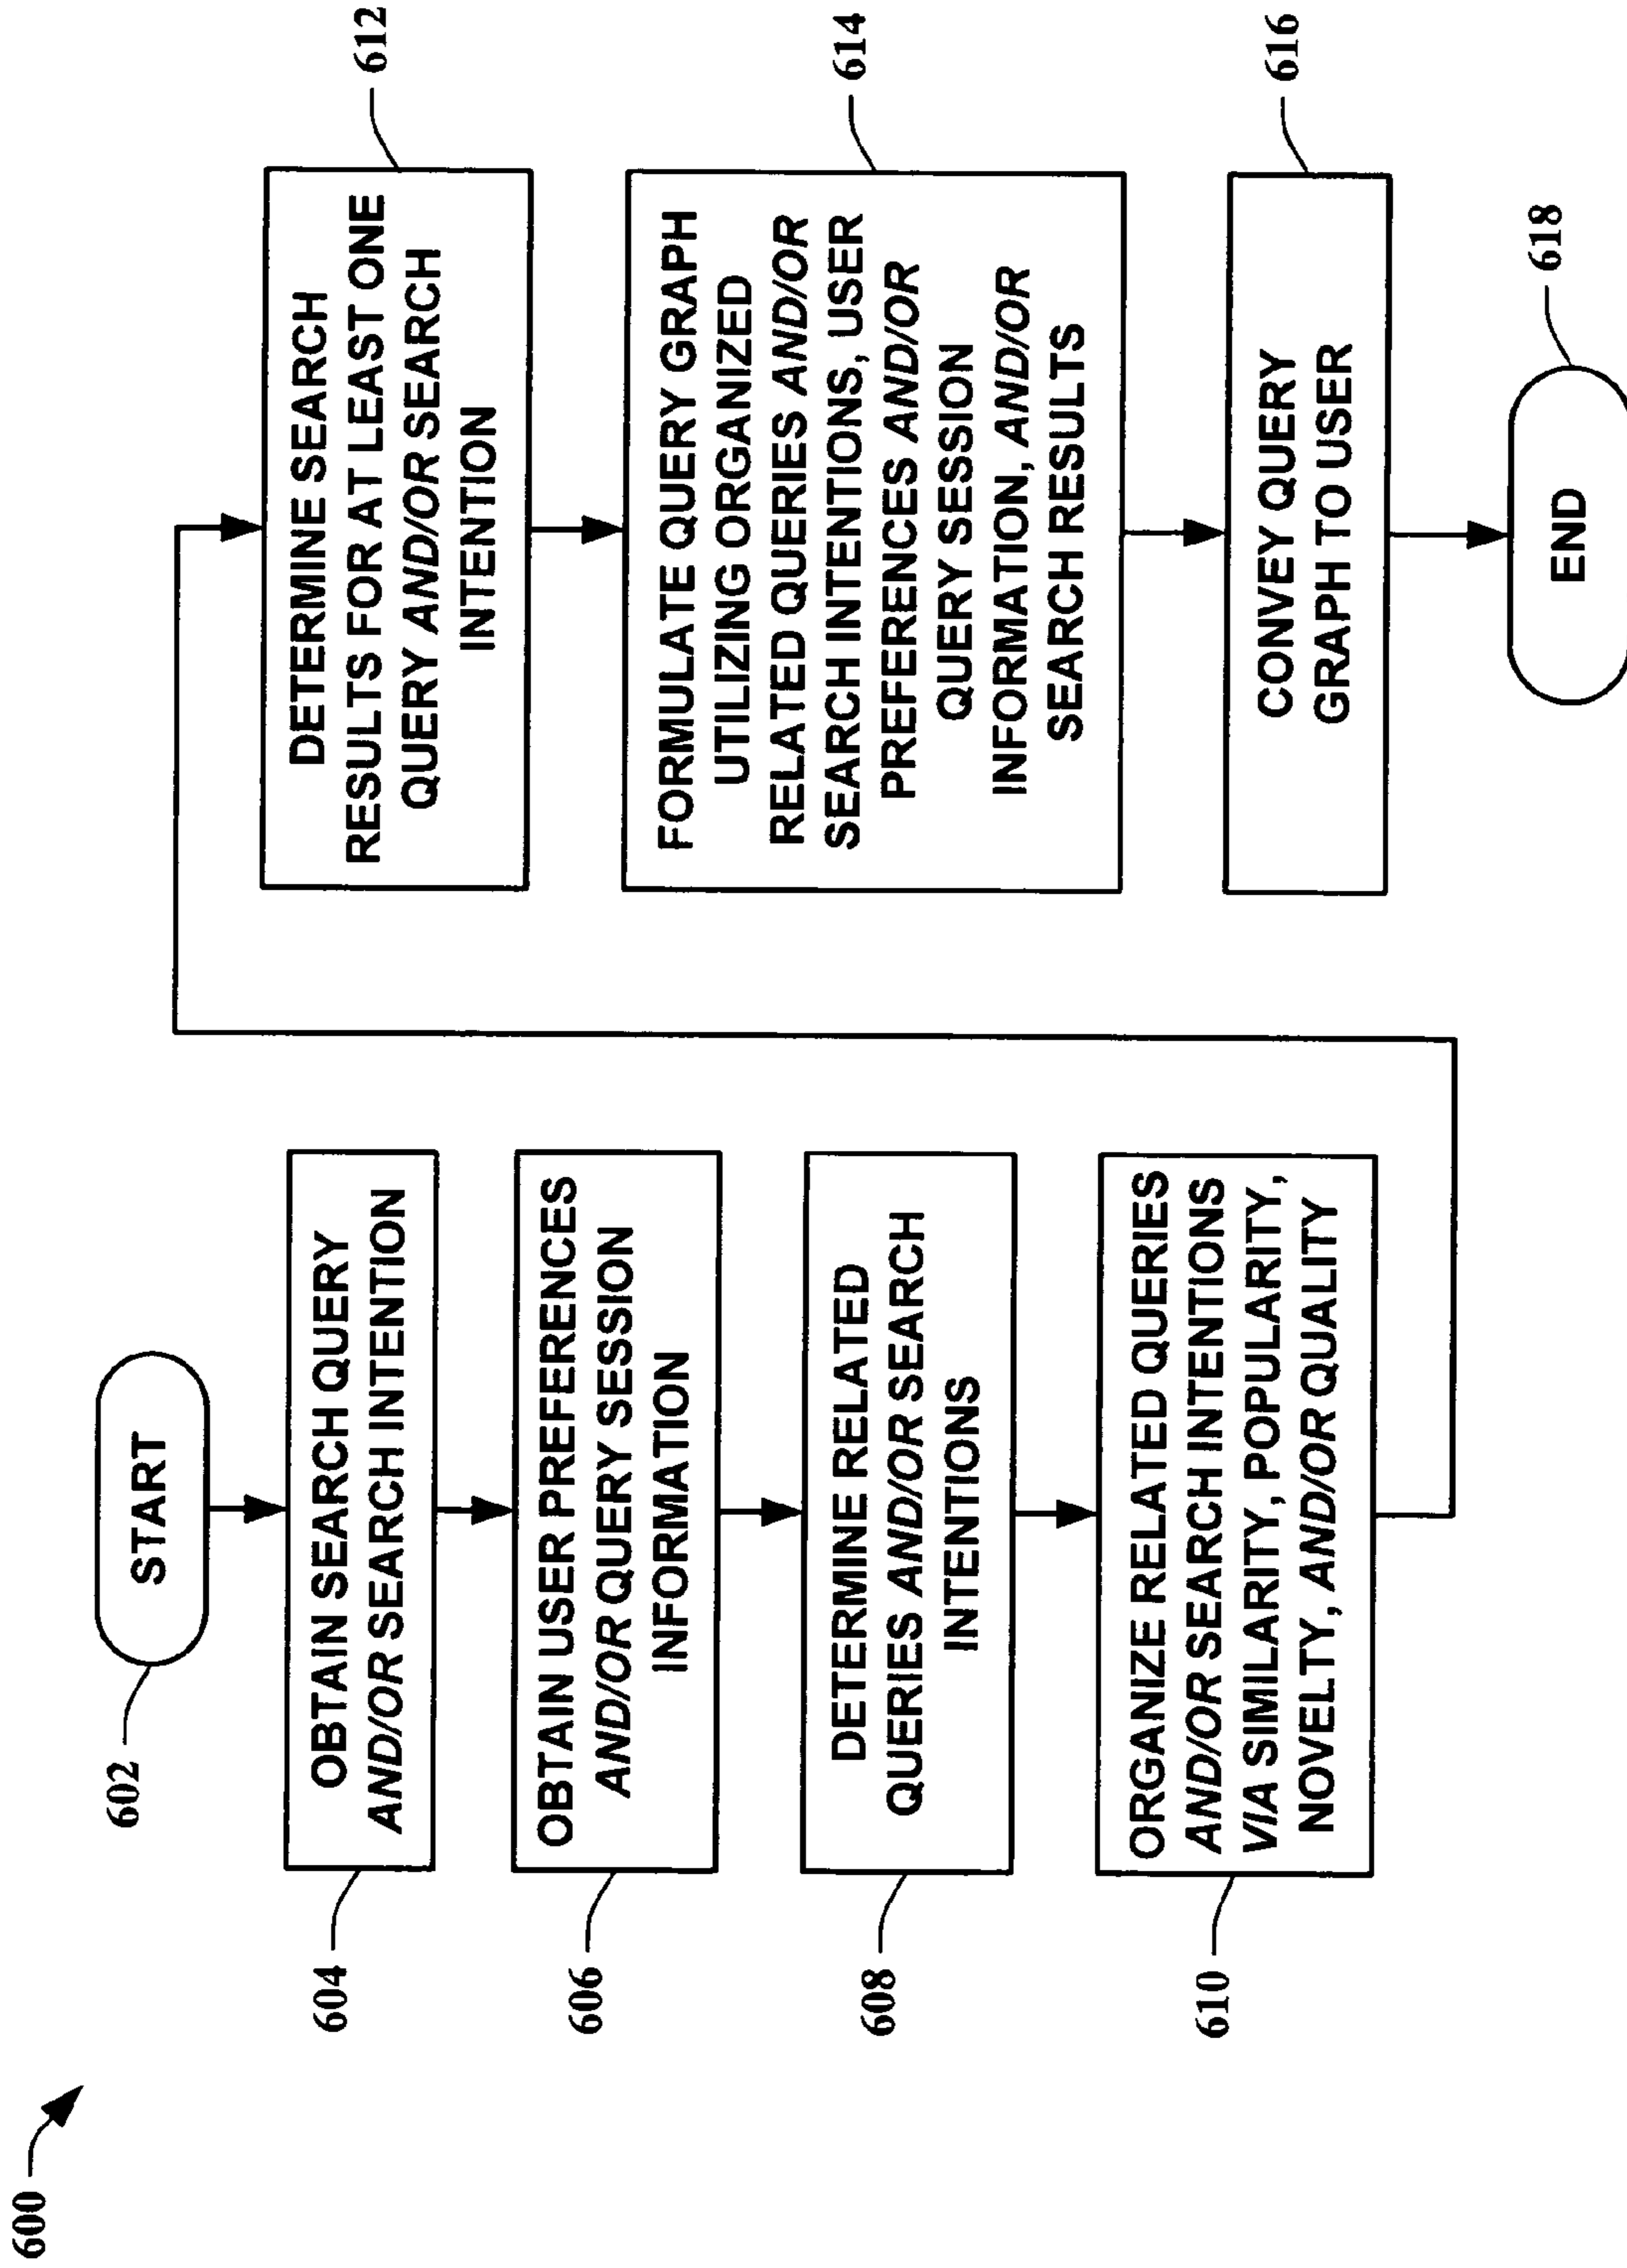 600
602
START
604
OBTAIN SEARCH QUERY
AND/OR SEARCH INTENTION
606
OBTAIN USER PREFERENCES
AND/OR QUERY SESSION
INFORMATION
608
DETERMINE RELATED
QUERIES AND/OR SEARCH
INTENTIONS
610
ORGANIZE RELATED QUERIES
AND/OR SEARCH INTENTIONS
VIA SIMILARITY, POPULARITY,
NOVELTY, AND/OR QUALITY
612
DETERMINE SEARCH
RESULTS FOR AT LEAST ONE
QUERY AND/OR SEARCH
INTENTION
614
FORMULATE QUERY GRAPH
UTILIZING ORGANIZED
RELATED QUERIES AND/OR
SEARCH INTENTIONS, USER
PREFERENCES AND/OR
QUERY SESSION
INFORMATION, AND/OR
SEARCH RESULTS
616
CONVEY QUERY
GRAPH TO USER
618
END